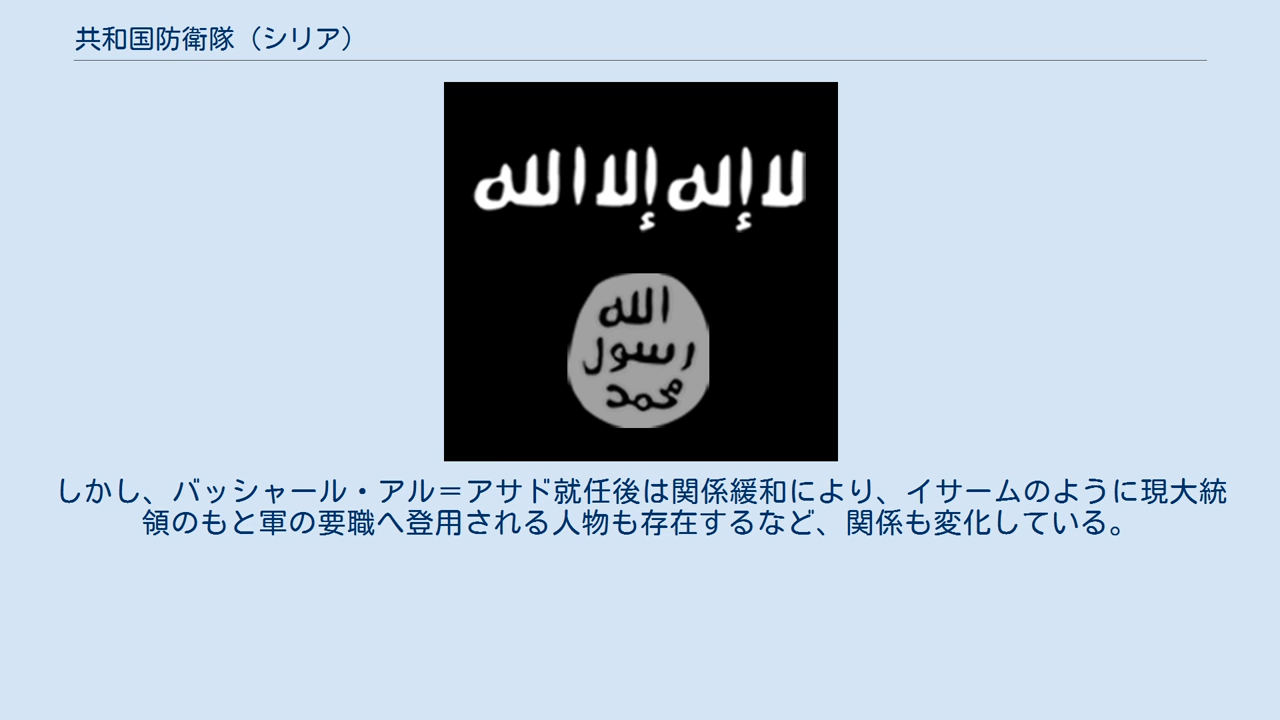 共和国防衛隊（シリア）
لا إله إلا الله
الله
رسول
محمد
しかし、バッシャール・アル＝アサド就任後は関係緩和により、イサームのように現大統
領のもと軍の要職へ登用される人物も存在するなど、関係も変化している。